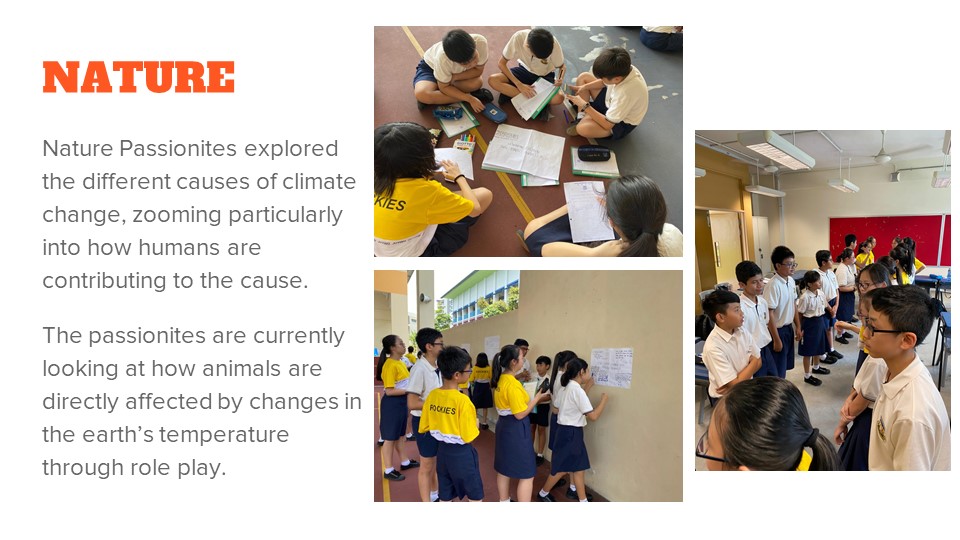 NATURE
Nature Passionites explored
the different causes of climate
change, zooming particularly
into how humans are
contributing to the cause.
The passionites are currently
looking at how animals are
directly affected by changes in
the earth’s temperature
through role play.